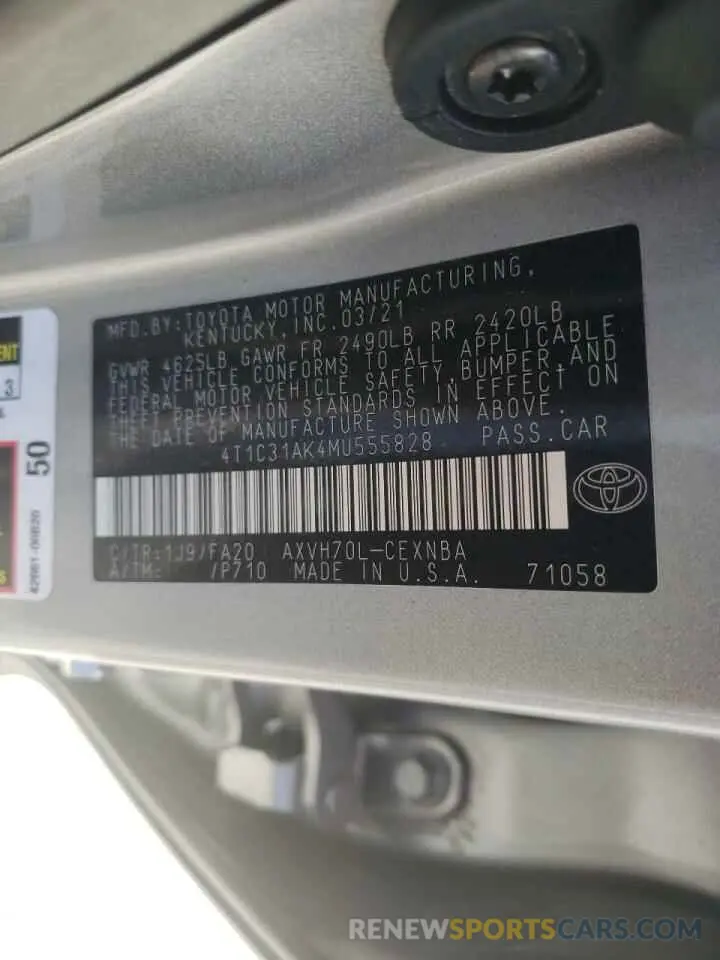 MFD.BY:TOYOTA MOTOR MANUFACTURING,
KENTUCKY, INC. 03/21
GVWR 4625LB GAWR FR 2490LB RR 2420LB
THIS VEHICLE CONFORMS TO ALL APPLICABLE
FEDERAL MOTOR VEHICLE SAFETY, BUMPER, AND
THEFT PREVENTION STANDARDS IN EFFECT ON
THE DATE OF MANUFACTURE SHOWN ABOVE.
4T1C31AK4MU555828 PASS.CAR
C/TR:1J9/FA20 AXVH70L-CEXNBA
A/TM: /P710 MADE IN U.S.A. 71058
50
RENEWSPORTSCARS.COM